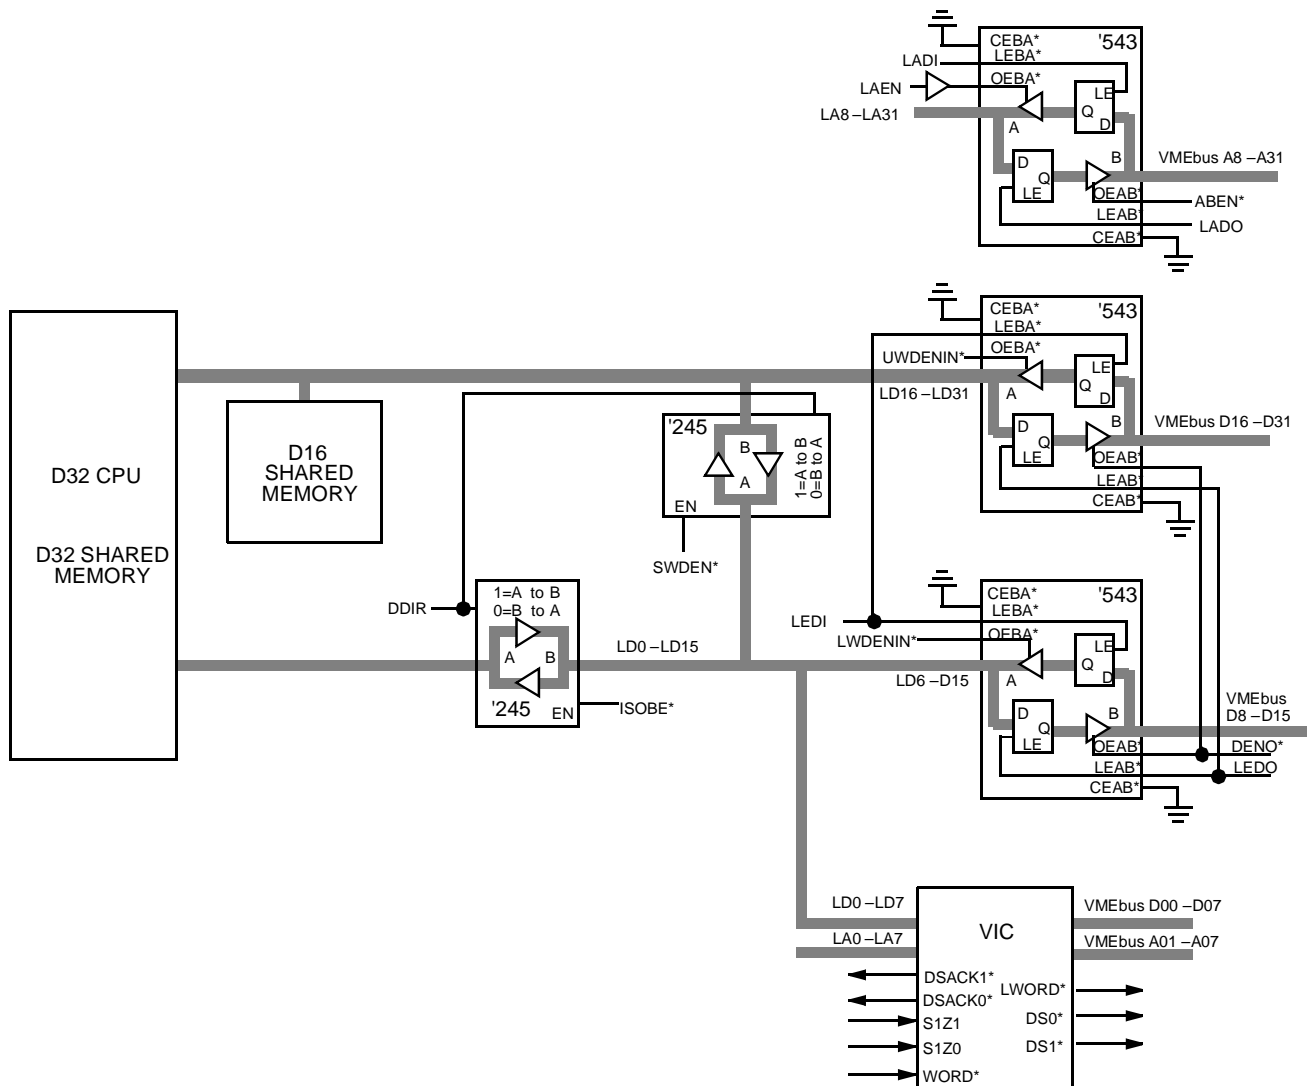 CEBA* '543
LADI LEBA*
LAEN OEBA*
LE
LA8 –LA31 Q
A D
D B VMEbus A8 –A31
Q
LE OEAB* ABEN*
LEAB* LADO
CEAB*
CEBA* '543
LEBA*
UWDENIN* OEBA*
LE
LD16 –LD31 A Q
D
D B VMEbus D16 –D31
Q
LE OEAB*
LEAB*
CEAB*
'245
B
A
1=A to B
0=B to A
EN
SWDEN*
D16
SHARED
MEMORY
D32 CPU
D32 SHARED
MEMORY
DDIR
1=A to B
0=B to A
A B
'245 EN ISOBE*
LD0 –LD15
CEBA* '543
LEBA*
LEDI
LWDENIN* OEBA*
LE
Q
LD6 –D15 A D
D B VMEbus
D8 –D15
Q
LE OEAB* DENO*
LEAB* LEDO
CEAB*
LD0 –LD7 VMEbus D00 –D07
VIC
LA0 –LA7 VMEbus A01 –A07
DSACK1*
LWORD*
DSACK0*
S1Z1 DS0*
S1Z0 DS1*
WORD*